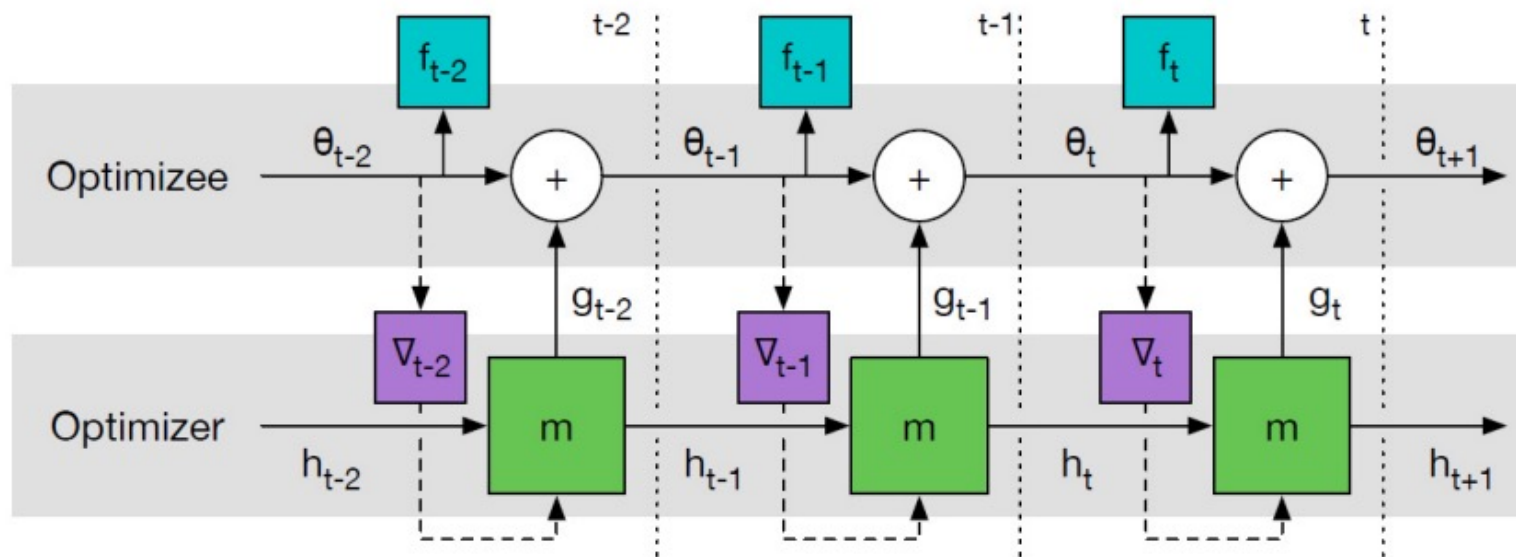 t-2 t-1 t
f_{t-2} f_{t-1} f_t
θ_{t-2} θ_{t-1} θ_t θ_{t+1}
Optimizee + + +
g_{t-2} g_{t-1} g_t
∇_{t-2} ∇_{t-1} ∇_t
Optimizer m m m
h_{t-2} h_{t-1} h_t h_{t+1}